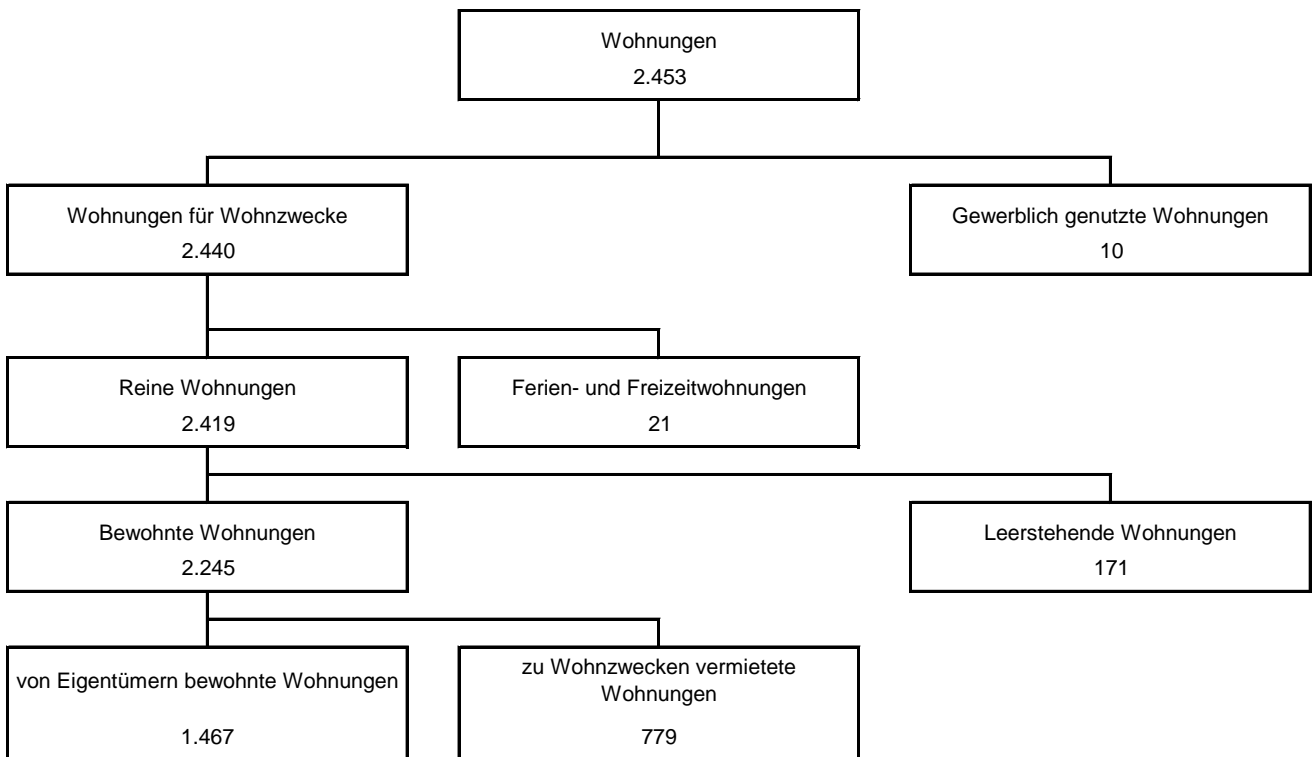 Wohnungen
2.453
Wohnungen für Wohnzwecke
2.440
Gewerblich genutzte Wohnungen
10
Reine Wohnungen
2.419
Ferien- und Freizeitwohnungen
21
Bewohnte Wohnungen
2.245
Leerstehende Wohnungen
171
von Eigentümern bewohnte Wohnungen
1.467
zu Wohnzwecken vermietete
Wohnungen
779